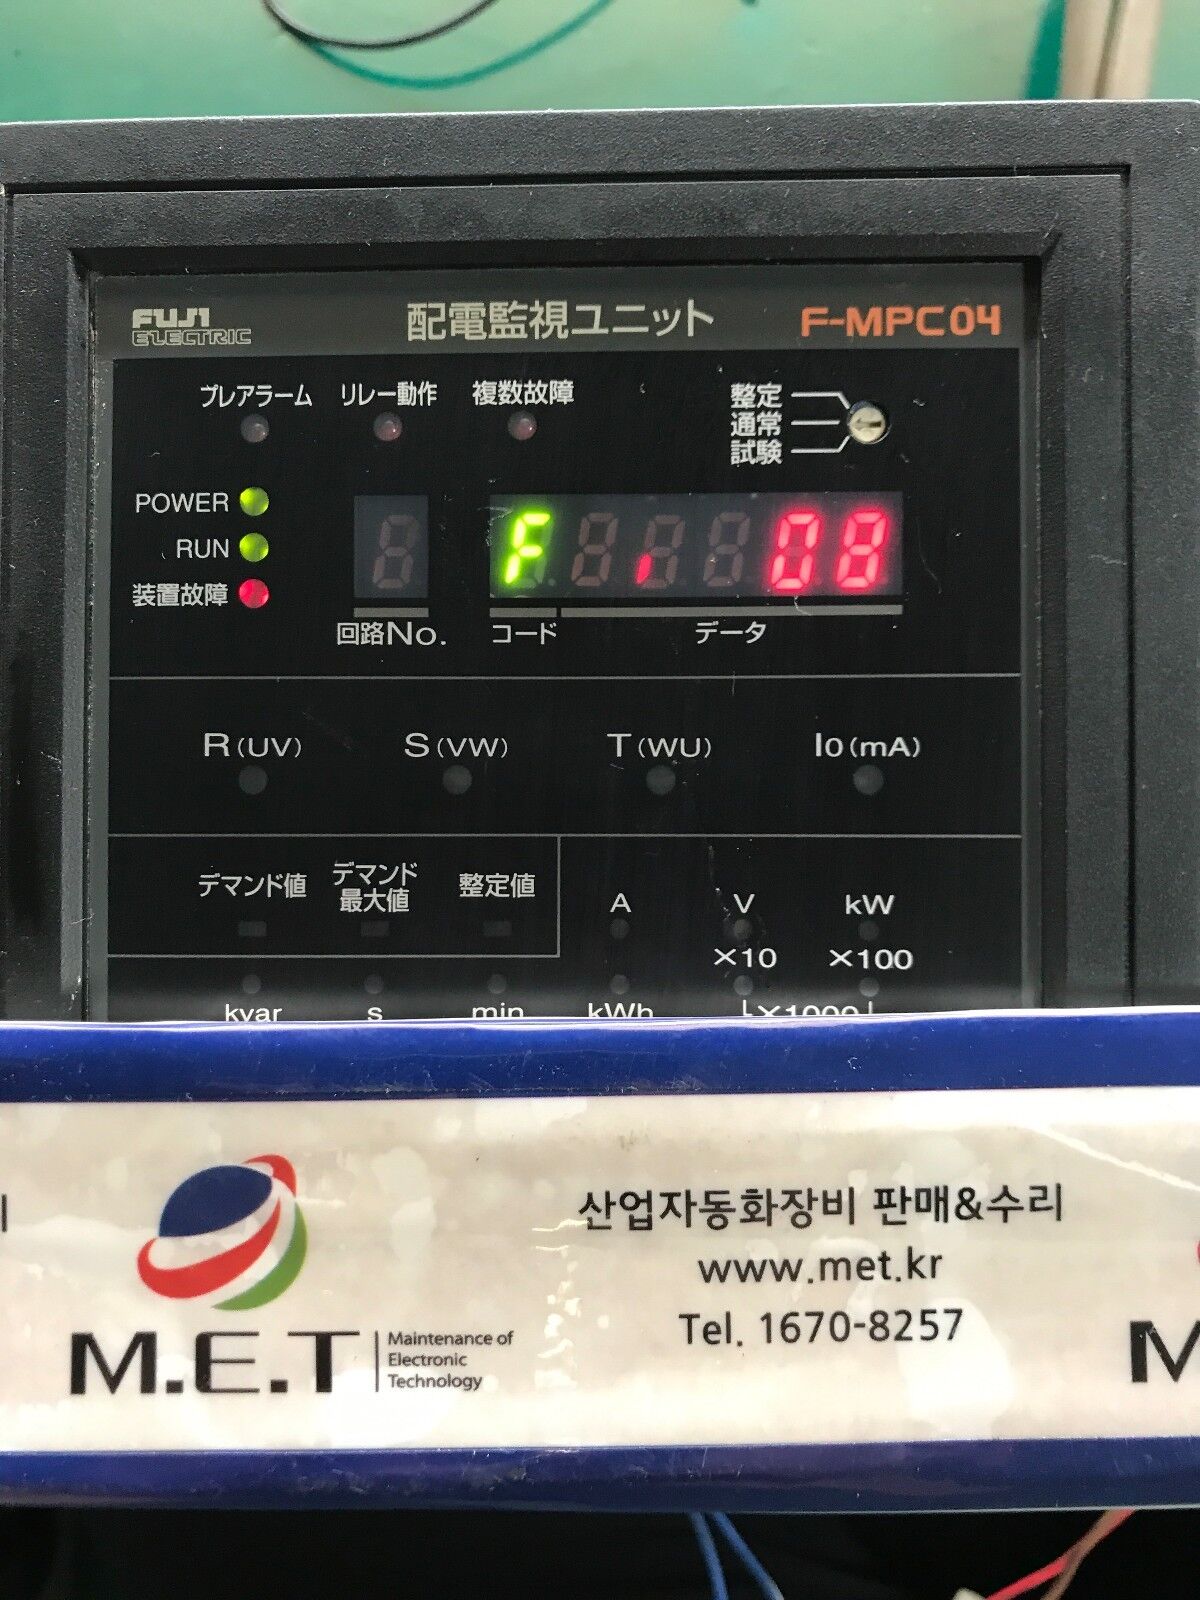 FUJI
ELECTRIC
配電監視ユニット
F-MPC04
プレアラーム
リレー動作
複数故障
整定
通常
試験
POWER
RUN
装置故障
F
08
回路No.
コード
データ
R(UV)
S(VW)
T(WU)
Io(mA)
デマンド値
デマンド
最大値
整定値
A
V
kW
×10
×100
kvar
s
min
kWh
×1000
산업자동화장비 판매&수리
www.met.kr
Tel. 1670-8257
M.E.T
Maintenance of
Electronic
Technology